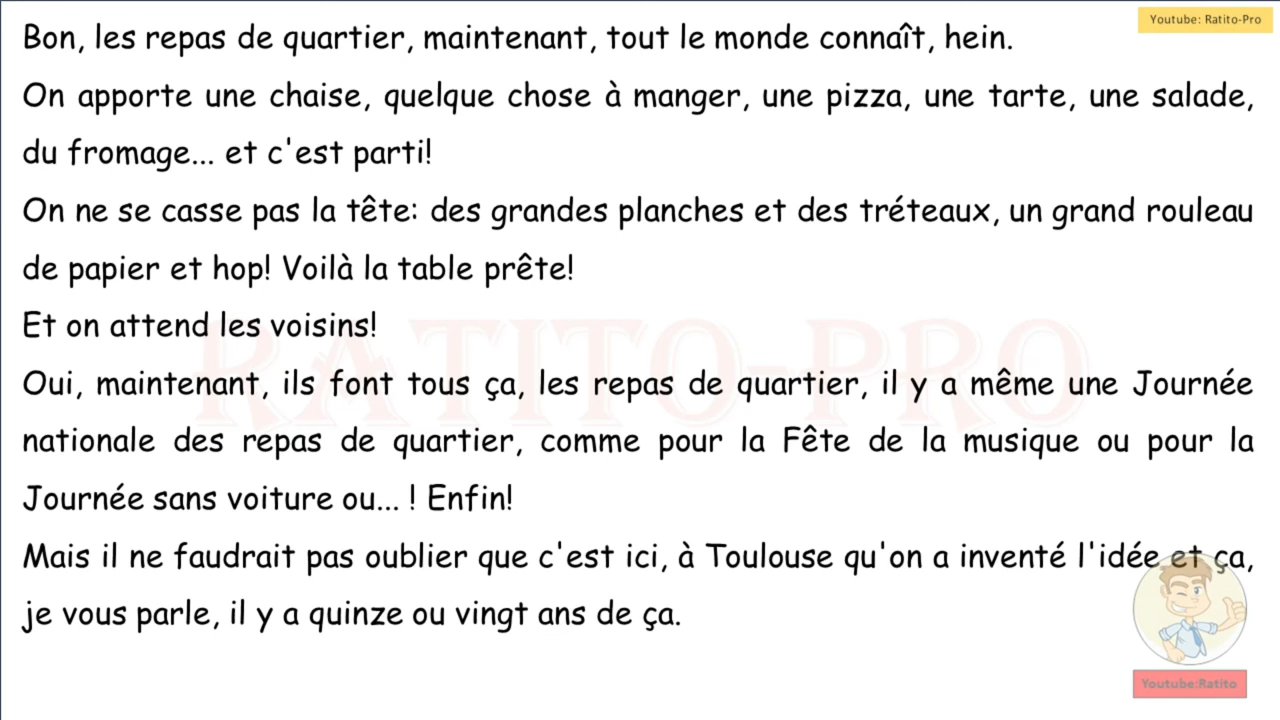 Youtube: Ratito-Pro
Bon, les repas de quartier, maintenant, tout le monde connaît, hein.
On apporte une chaise, quelque chose à manger, une pizza, une tarte, une salade,
du fromage... et c'est parti!
On ne se casse pas la tête: des grandes planches et des tréteaux, un grand rouleau
de papier et hop! Voilà la table prête!
Et on attend les voisins!
RATITO-PRO
Oui, maintenant, ils font tous ça, les repas de quartier, il y a même une Journée
nationale des repas de quartier, comme pour la Fête de la musique ou pour la
Journée sans voiture ou... ! Enfin!
Mais il ne faudrait pas oublier que c'est ici, à Toulouse qu'on a inventé l'idée et ça,
je vous parle, il y a quinze ou vingt ans de ça.
Youtube:Ratito